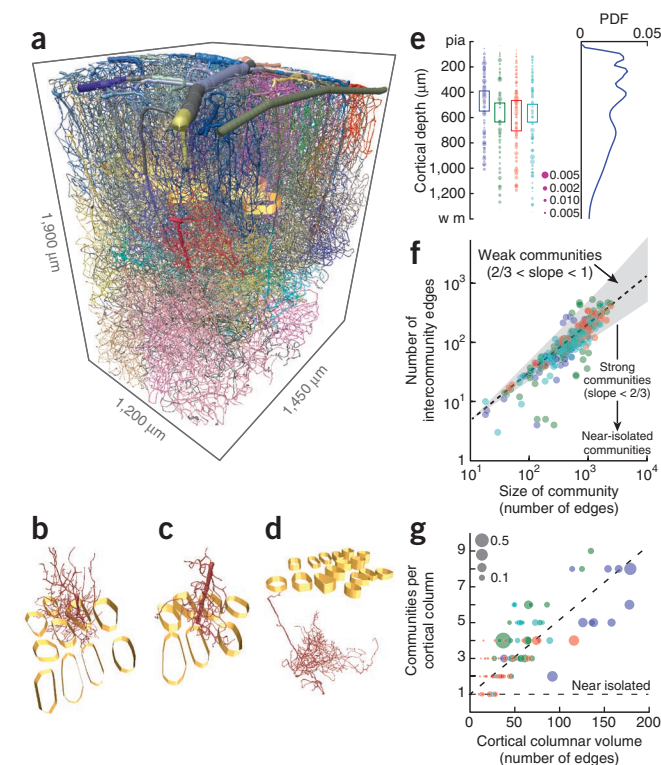 a
1,900 µm
1,200 µm
1,450 µm
b
c
d
e
PDF
0
0.05
Cortical depth (µm)
pia
200
400
600
800
1,000
1,200
w m
0.005
0.002
0.010
0.005
f
Number of
intercommunity edges
10³
10²
10¹
1
Weak communities
(2/3 < slope < 1)
Strong
communities
(slope < 2/3)
Near-isolated
communities
10¹
10²
10³
10⁴
Size of community
(number of edges)
g
Communities per
cortical column
9
7
5
3
1
0.5
0.1
Near isolated
0
50
100
150
200
Cortical columnar volume
(number of edges)